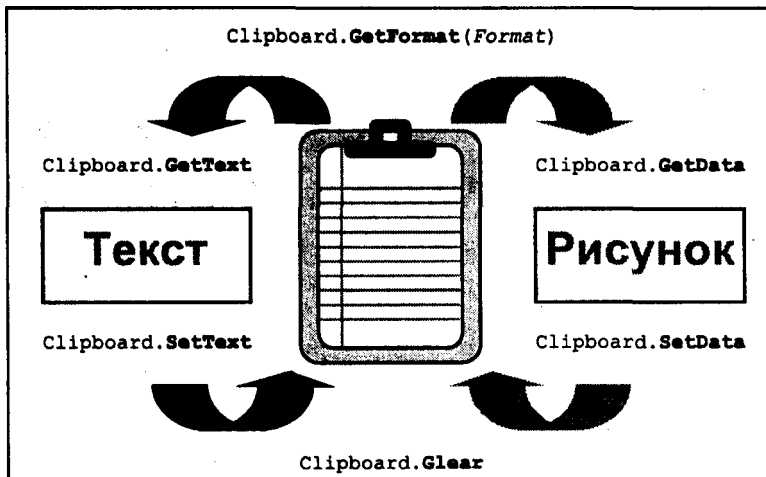 Clipboard.GetFormat(Format)
Clipboard.GetText
Clipboard.GetData
Текст
Рисунок
Clipboard.SetText
Clipboard.SetData
Clipboard.Glear